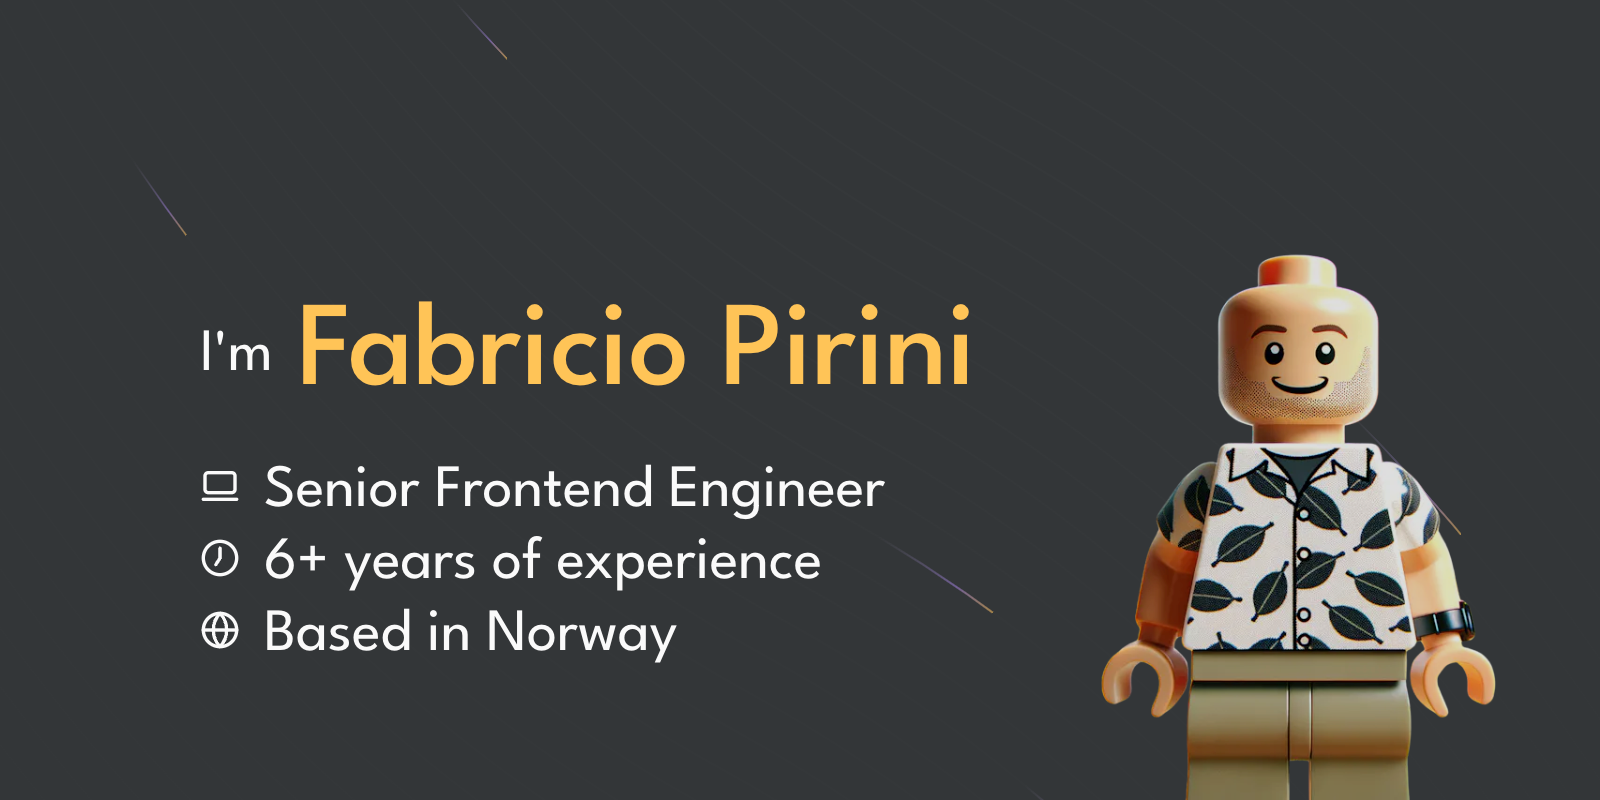 I'm Fabricio Pirini
Senior Frontend Engineer
6+ years of experience
Based in Norway